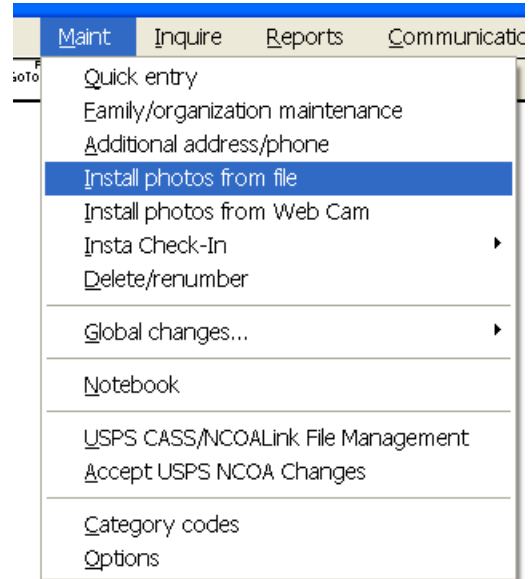 Maint Inquire Reports Communicatio
GoTo
Quick entry
Family/organization maintenance
Additional address/phone
Install photos from file
Install photos from Web Cam
Insta Check-In
Delete/renumber
Global changes...
Notebook
USPS CASS/NCOALink File Management
Accept USPS NCOA Changes
Category codes
Options